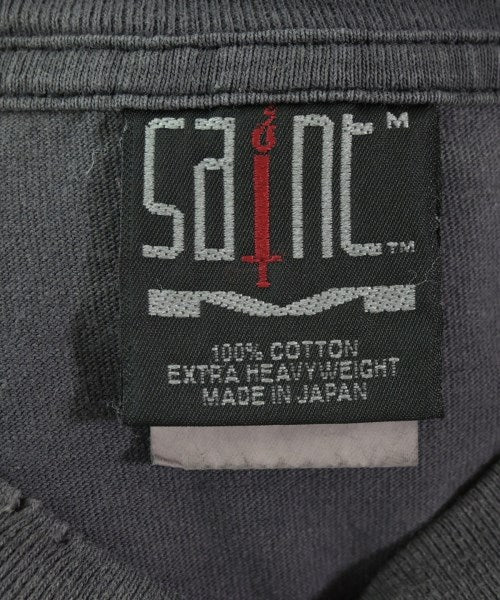 saint M
TM
100% COTTON
EXTRA HEAVYWEIGHT
MADE IN JAPAN